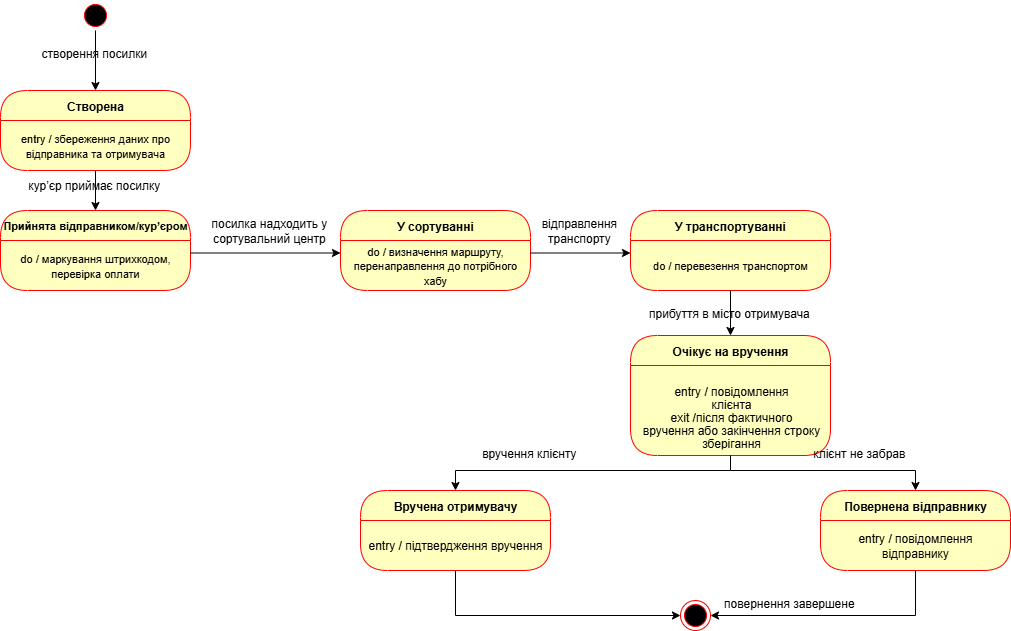 створення посилки
Створена
entry / збереження даних про
відправника та отримувача
кур'єр приймає посилку
Прийнята відправником/кур'єром
do / маркування штрихкодом,
перевірка оплати
посилка надходить у
сортувальний центр
У сортуванні
do / визначення маршруту,
перенаправлення до потрібного
хабу
відправлення
транспорту
У транспортуванні
do / перевезення транспортом
прибуття в місто отримувача
Очікує на вручення
entry / повідомлення
клієнта
exit /після фактичного
вручення або закінчення строку
зберігання
вручення клієнту
клієнт не забрав
Вручена отримувачу
entry / підтвердження вручення
Повернена відправнику
entry / повідомлення
відправнику
повернення завершене